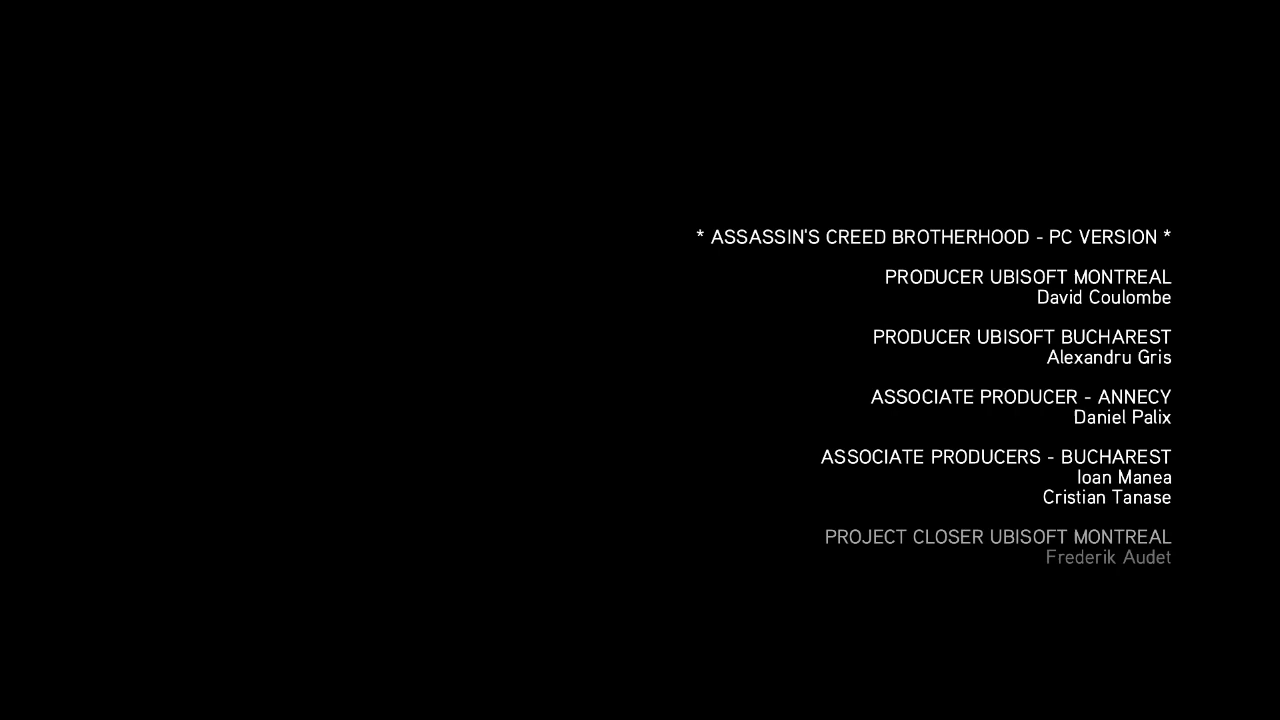 * ASSASSIN'S CREED BROTHERHOOD - PC VERSION *
PRODUCER UBISOFT MONTREAL
David Coulombe
PRODUCER UBISOFT BUCHAREST
Alexandru Gris
ASSOCIATE PRODUCER - ANNECY
Daniel Palix
ASSOCIATE PRODUCERS - BUCHAREST
Ioan Manea
Cristian Tanase
PROJECT CLOSER UBISOFT MONTREAL
Frederik Audet